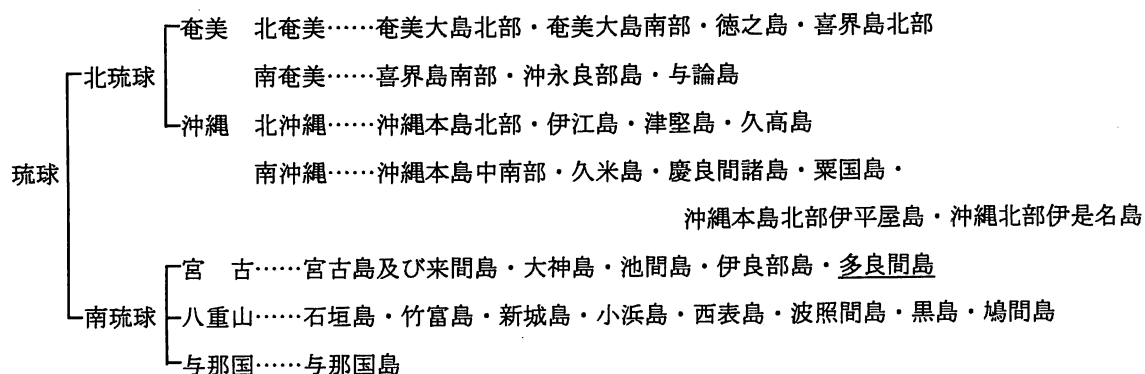 奄美　北奄美……奄美大島北部・奄美大島南部・徳之島・喜界島北部
北琉球
南奄美……喜界島南部・沖永良部島・与論島
沖縄　北沖縄……沖縄本島北部・伊江島・津堅島・久高島
琉球
南沖縄……沖縄本島中南部・久米島・慶良間諸島・粟国島・
沖縄本島北部伊平屋島・沖縄北部伊是名島
宮　古……宮古島及び来間島・大神島・池間島・伊良部島・多良間島
南琉球
八重山……石垣島・竹富島・新城島・小浜島・西表島・波照間島・黒島・鳩間島
与那国……与那国島